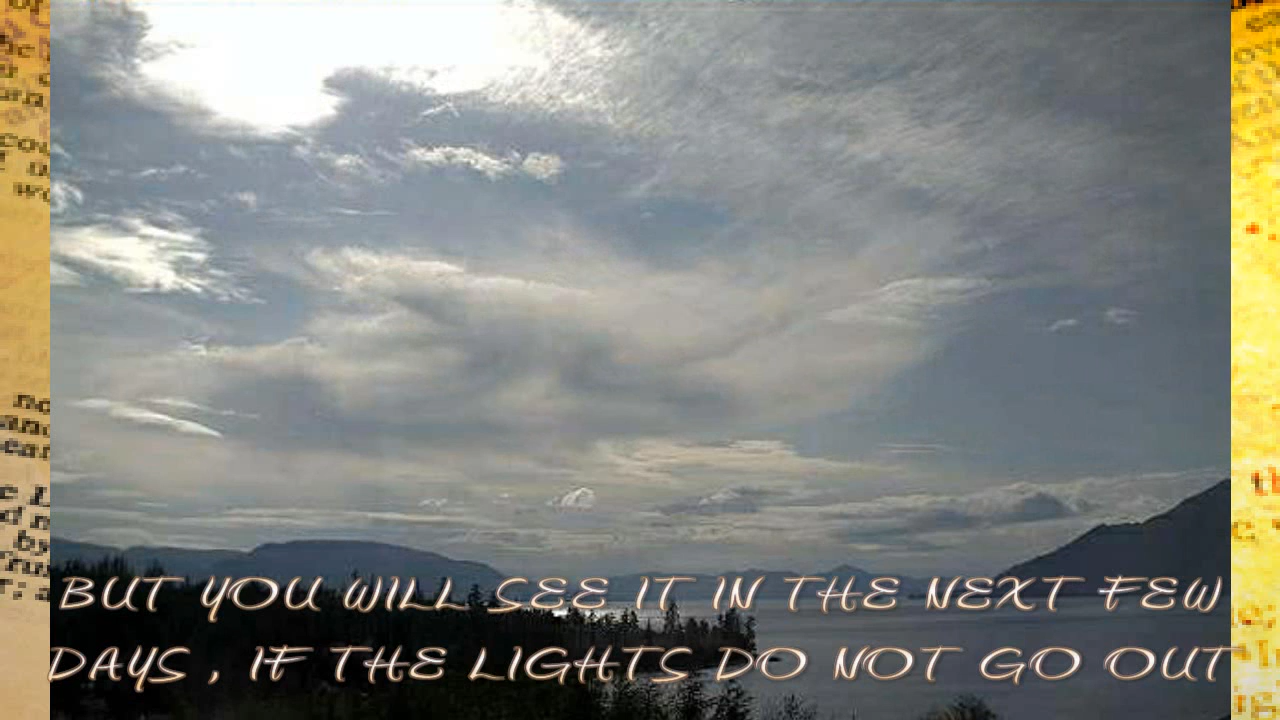 BUT YOU WILL SEE IT IN THE NEXT FEW
DAYS , IF THE LIGHTS DO NOT GO OUT